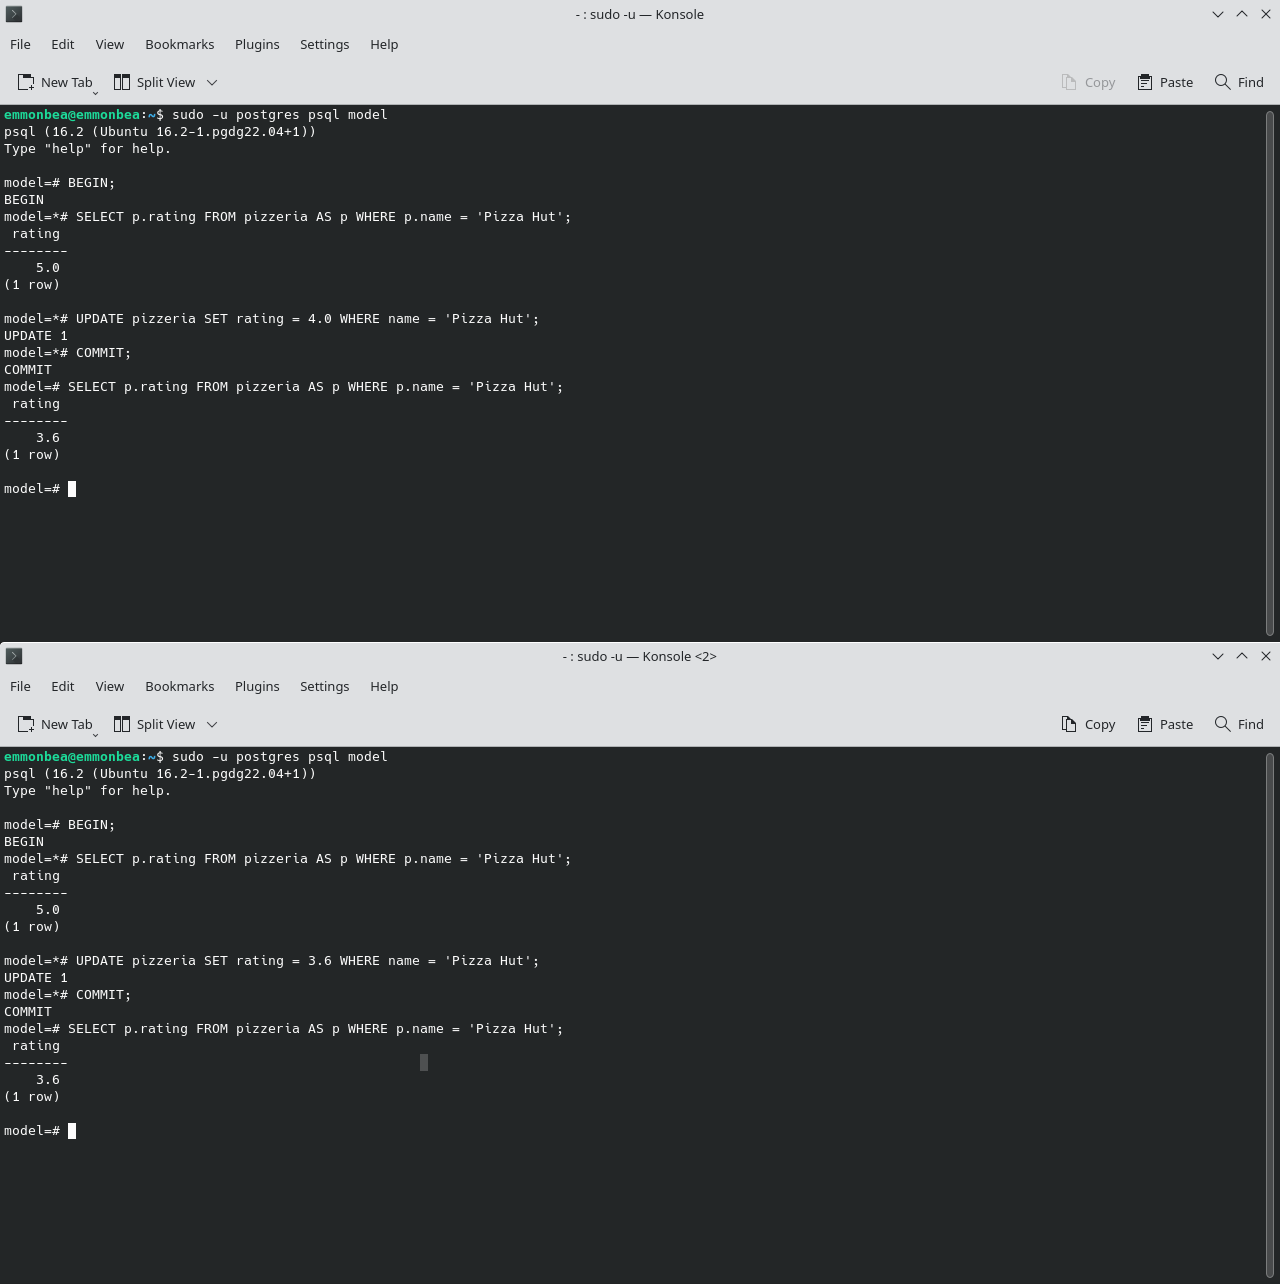 - : sudo -u — Konsole
File Edit View Bookmarks Plugins Settings Help
New Tab Split View Copy Paste Find
emmonbea@emmonbea:~$ sudo -u postgres psql model
psql (16.2 (Ubuntu 16.2-1.pgdg22.04+1))
Type "help" for help.
model=# BEGIN;
BEGIN
model=*# SELECT p.rating FROM pizzeria AS p WHERE p.name = 'Pizza Hut';
rating
--------
5.0
(1 row)
model=*# UPDATE pizzeria SET rating = 4.0 WHERE name = 'Pizza Hut';
UPDATE 1
model=*# COMMIT;
COMMIT
model=# SELECT p.rating FROM pizzeria AS p WHERE p.name = 'Pizza Hut';
rating
--------
3.6
(1 row)
model=#
- : sudo -u — Konsole <2>
File Edit View Bookmarks Plugins Settings Help
New Tab Split View Copy Paste Find
emmonbea@emmonbea:~$ sudo -u postgres psql model
psql (16.2 (Ubuntu 16.2-1.pgdg22.04+1))
Type "help" for help.
model=# BEGIN;
BEGIN
model=*# SELECT p.rating FROM pizzeria AS p WHERE p.name = 'Pizza Hut';
rating
--------
5.0
(1 row)
model=*# UPDATE pizzeria SET rating = 3.6 WHERE name = 'Pizza Hut';
UPDATE 1
model=*# COMMIT;
COMMIT
model=# SELECT p.rating FROM pizzeria AS p WHERE p.name = 'Pizza Hut';
rating
--------
3.6
(1 row)
model=#